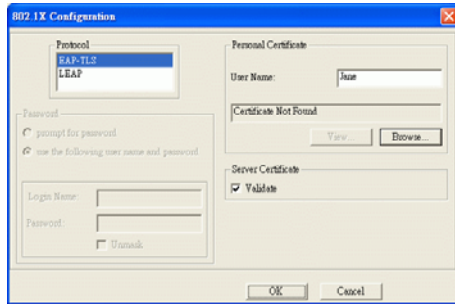 802.1X Configuration
Protocol
EAP-TLS
LEAP
Password
prompt for password
use the following user name and password
Login Name:
Password:
Unmask
Personal Certificate
User Name:
Jane
Certificate Not Found
View...
Browse...
Server Certificate
Validate
OK
Cancel